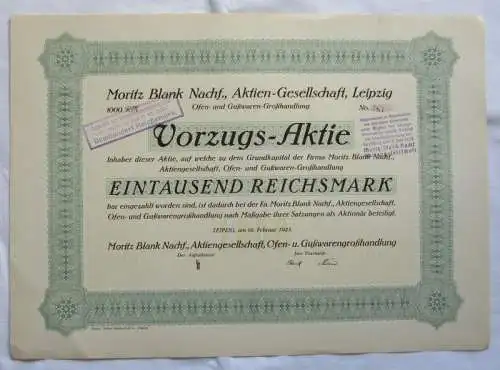 Moritz Blank Nachf., Aktien-Gesellschaft, Leipzig
1000.- RM
Ofen- und Gußwaren-Großhandlung
No.
Vorzugs-Aktie
Inhaber dieser Aktie, auf welche zu dem Grundkapital der Firma Moritz Blank Nachf.,
Aktiengesellschaft, Ofen- und Gußwaren-Großhandlung
EINTAUSEND REICHSMARK
bar eingezahlt worden sind, ist dadurch bei der Fa. Moritz Blank Nachf., Aktiengesellschaft,
Ofen- und Gußwarengroßhandlung nach Maßgabe ihrer Satzungen als Aktionär beteiligt.
LEIPZIG, am 16. Februar 1925.
Moritz Blank Nachf., Aktiengesellschaft, Ofen- u. Gußwarengroßhandlung
Der Aufsichtsrat:
Der Vorstand: